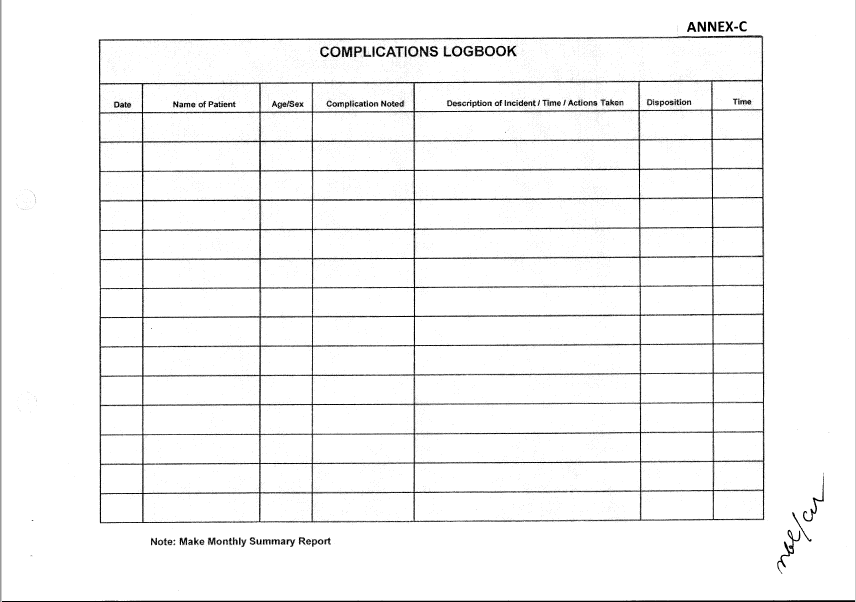 ANNEX-C
COMPLICATIONS LOGBOOK
Date Name of Patient Age/Sex Complication Noted Description of Incident / Time / Actions Taken Disposition Time
Note: Make Monthly Summary Report